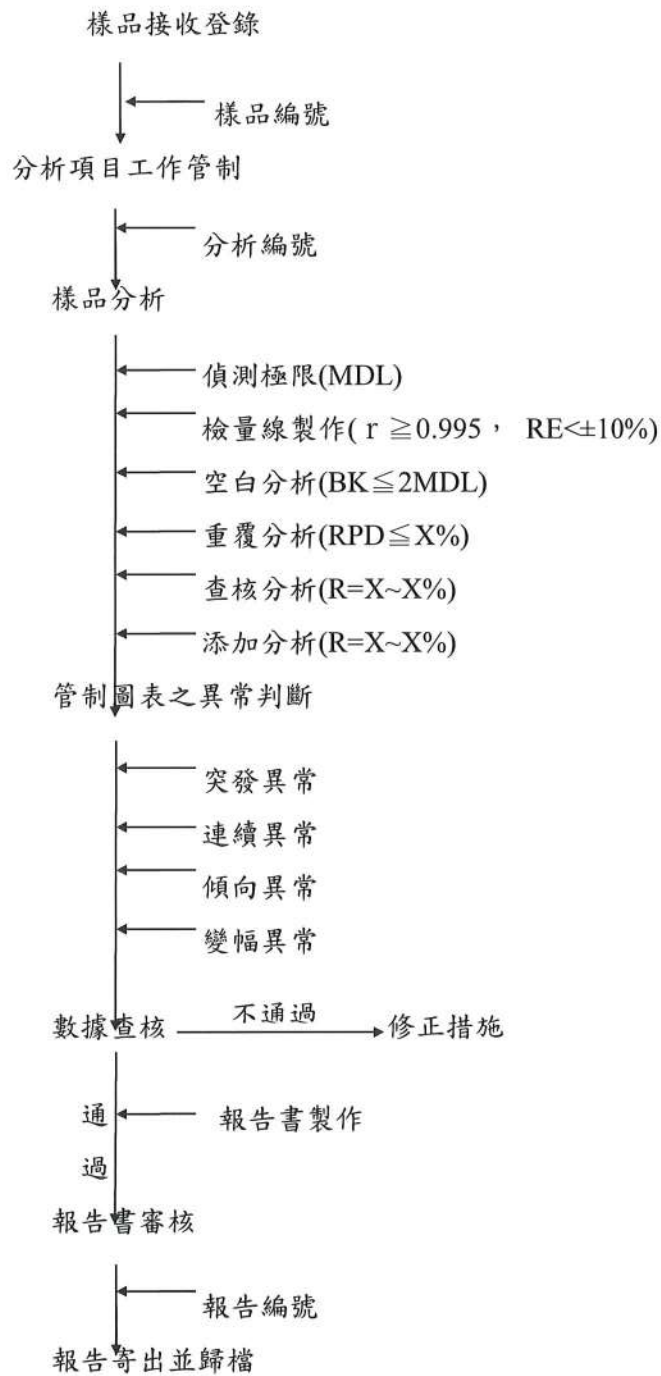 樣品接收登錄
樣品編號
分析項目工作管制
分析編號
樣品分析
偵測極限(MDL)
檢量線製作( r ≧0.995， RE<±10%)
空白分析(BK≦2MDL)
重覆分析(RPD≦X%)
查核分析(R=X~X%)
添加分析(R=X~X%)
管制圖表之異常判斷
突發異常
連續異常
傾向異常
變幅異常
數據查核 不通過 修正措施
通 報告書製作
過
報告書審核
報告編號
報告寄出並歸檔